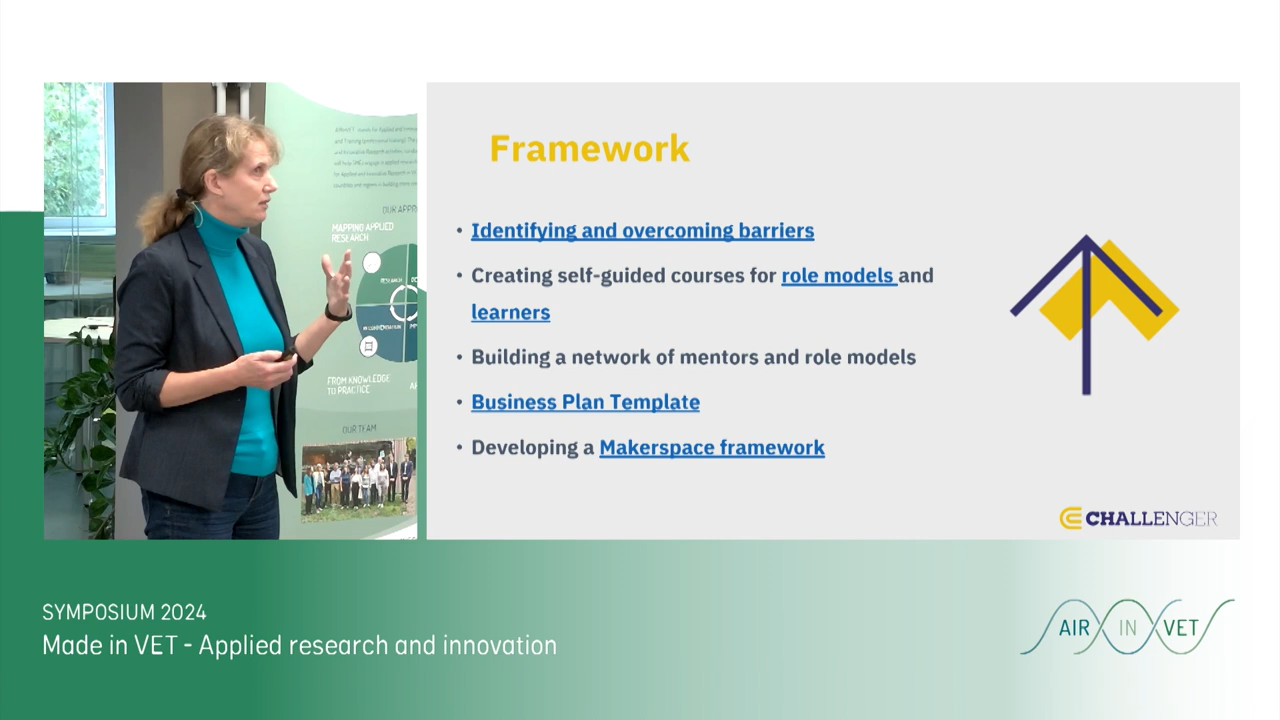 Framework
• Identifying and overcoming barriers
• Creating self-guided courses for role models and
learners
• Building a network of mentors and role models
• Business Plan Template
• Developing a Makerspace framework
CHALLENGER
OUR APPR
MAPPING APPLIED
RESEARCH
FROM KNOWLEDGE
TO PRACTICE
OUR TEAM
SYMPOSIUM 2024
Made in VET - Applied research and innovation
AIR IN VET